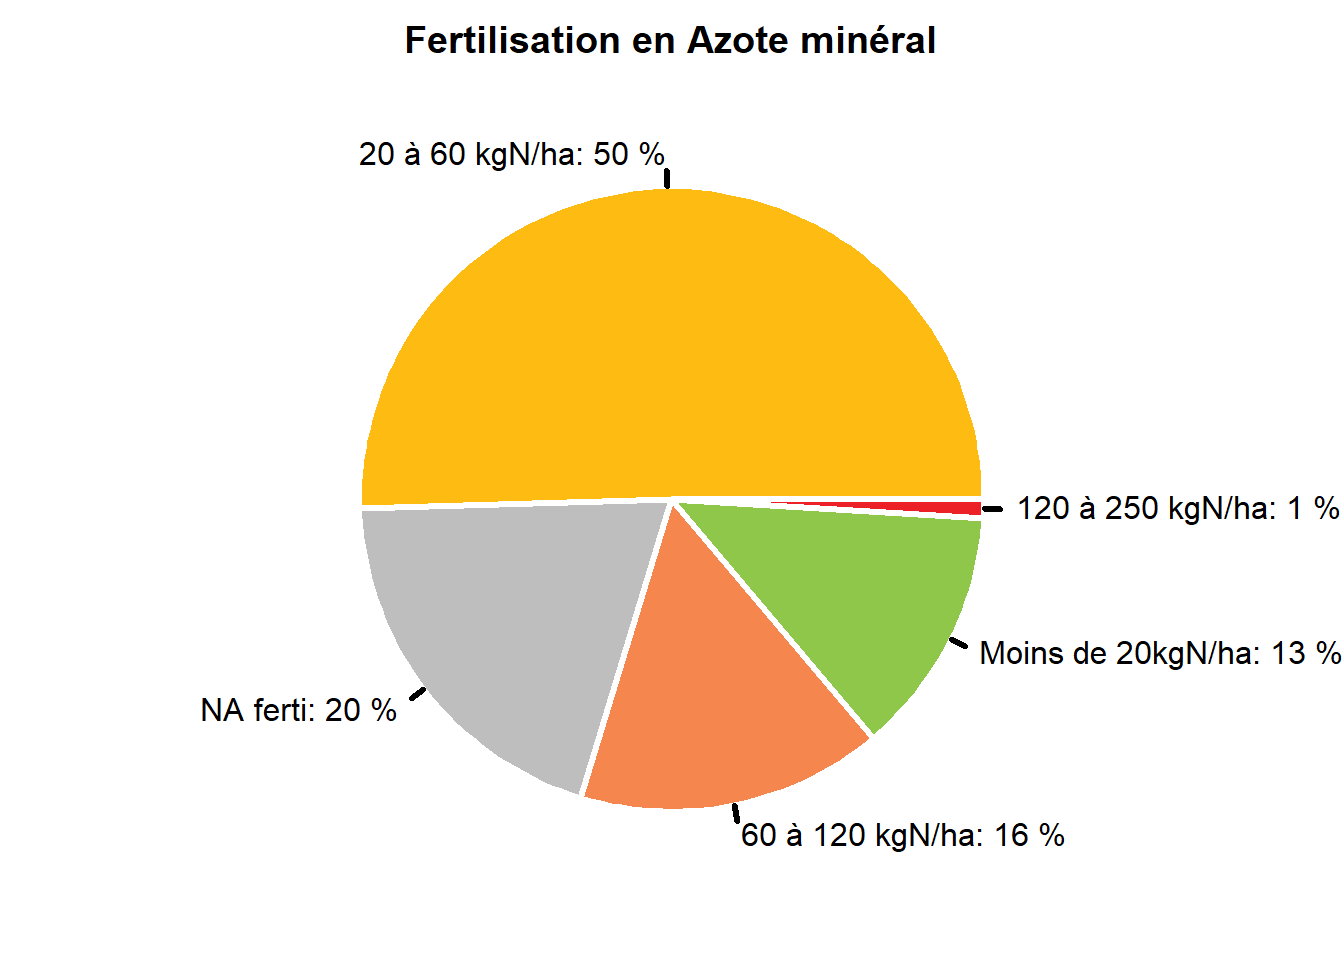 Fertilisation en Azote minéral
20 à 60 kgN/ha: 50 %
120 à 250 kgN/ha: 1 %
Moins de 20kgN/ha: 13 %
NA ferti: 20 %
60 à 120 kgN/ha: 16 %